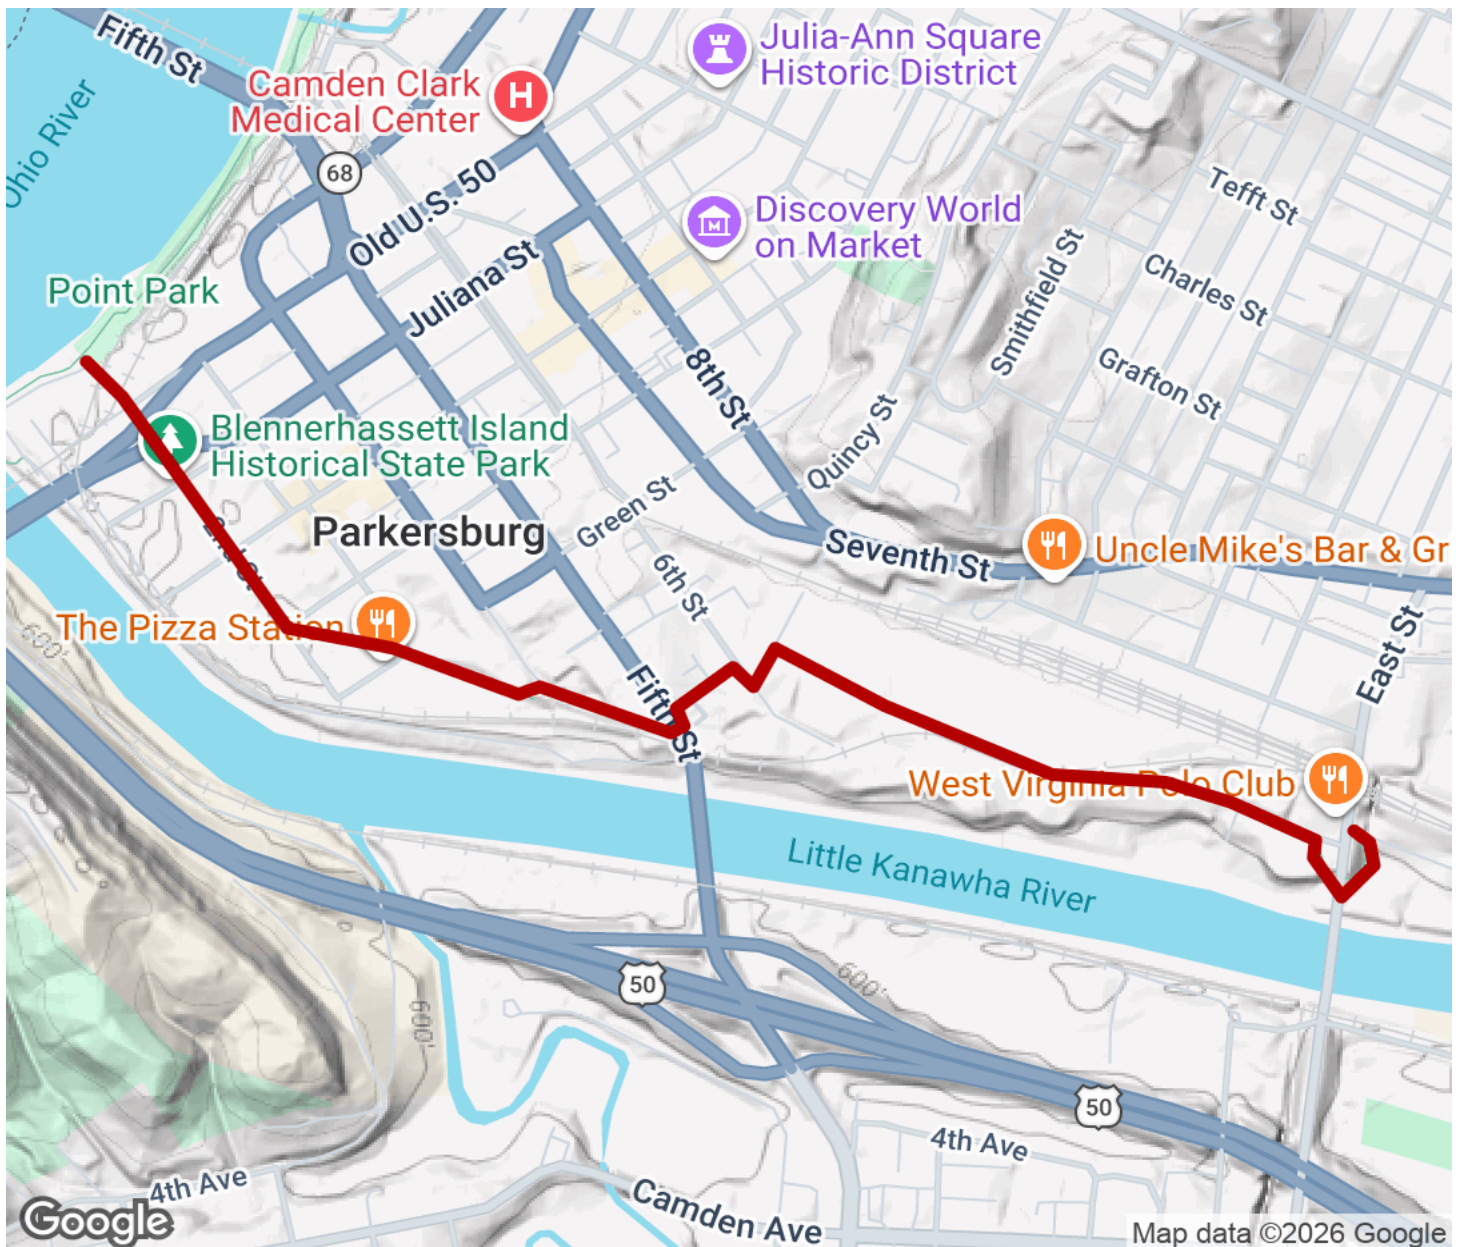 Fifth St
Julia-Ann Square
Historic District
Camden Clark
Medical Center
H
Ohio River
68
Old U.S. 50
Tefft St
Discovery World
on Market
M
Juliana St
Smithfield St
Charles St
Point Park
8th St
Grafton St
Quincy St
Blennerhassett Island
Historical State Park
Green St
2nd St
Parkersburg
Seventh St
Uncle Mike's Bar & Gr
6th St
The Pizza Station
600'
East St
Fifth St
West Virginia Polo Club
Little Kanawha River
50
600'
600'
50
4th Ave
4th Ave
Camden Ave
Google
Map data ©2026 Google